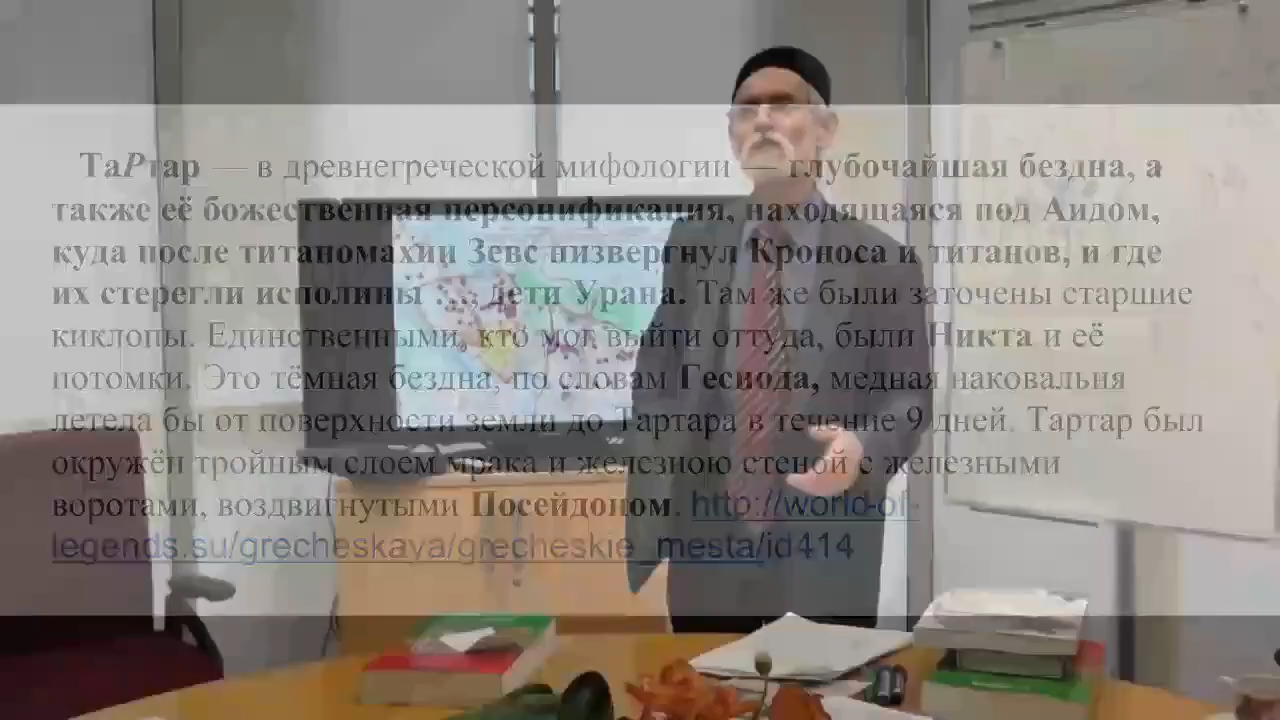 ТаРтар — в древнегреческой мифологии — глубочайшая бездна, а
также её божественная персонификация, находящаяся под Аидом,
куда после титаномахии Зевс низвергнул Кроноса и титанов, и где
их стерегли исполины …, дети Урана. Там же были заточены старшие
киклопы. Единственными, кто мог выйти оттуда, были Никта и её
потомки. Это тёмная бездна, по словам Гесиода, медная наковальня
летела бы от поверхности земли до Тартара в течение 9 дней. Тартар был
окружён тройным слоем мрака и железною стеной с железными
воротами, воздвигнутыми Посейдоном. http://world-of-
legends.su/grecheskaya/grecheskie_mesta/id414